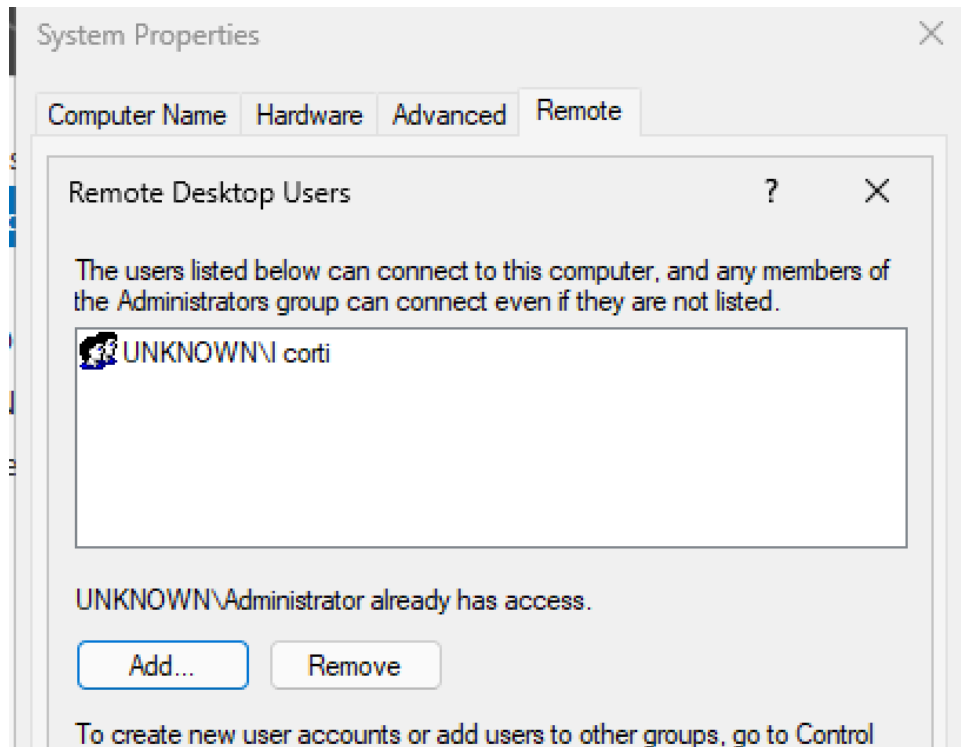 System Properties
Computer Name Hardware Advanced Remote
Remote Desktop Users ?
The users listed below can connect to this computer, and any members of
the Administrators group can connect even if they are not listed.
UNKNOWN\I corti
UNKNOWN\Administrator already has access.
Add... Remove
To create new user accounts or add users to other groups, go to Control